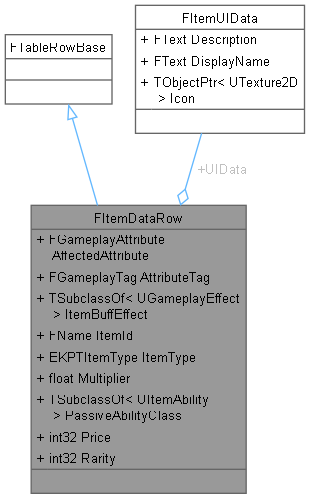 FItemUIData
+ FText Description
+ FText DisplayName
+ TObjectPtr< UTexture2D
> Icon
FTableRowBase
+UIData
FItemDataRow
+ FGameplayAttribute
AffectedAttribute
+ FGameplayTag AttributeTag
+ TSubclassOf< UGameplayEffect
> ItemBuffEffect
+ FName ItemId
+ EKPTItemType ItemType
+ float Multiplier
+ TSubclassOf< UItemAbility
> PassiveAbilityClass
+ int32 Price
+ int32 Rarity